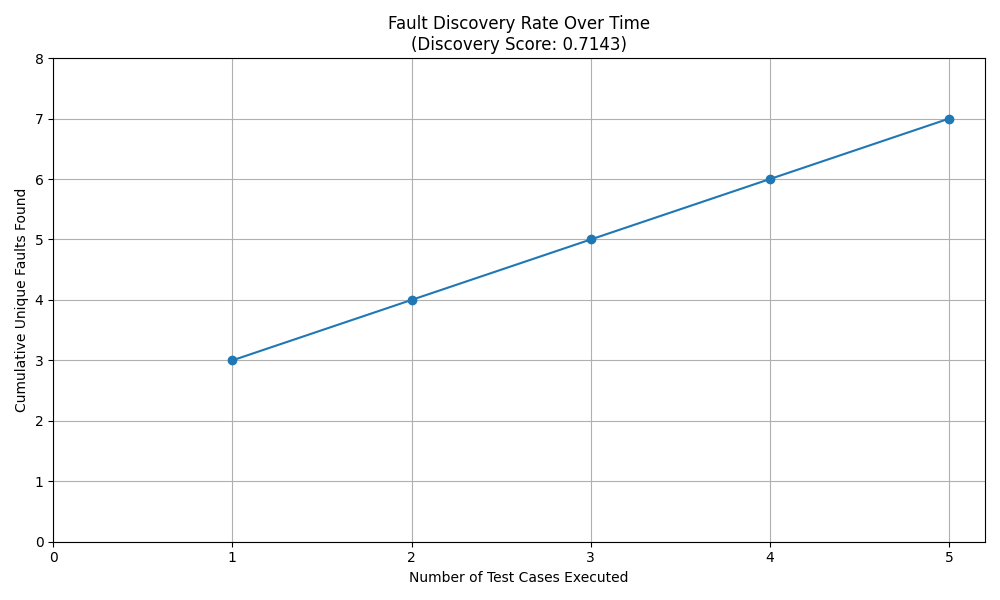 Fault Discovery Rate Over Time
(Discovery Score: 0.7143)
Cumulative Unique Faults Found
8
7
6
5
4
3
2
1
0
0 1 2 3 4 5
Number of Test Cases Executed